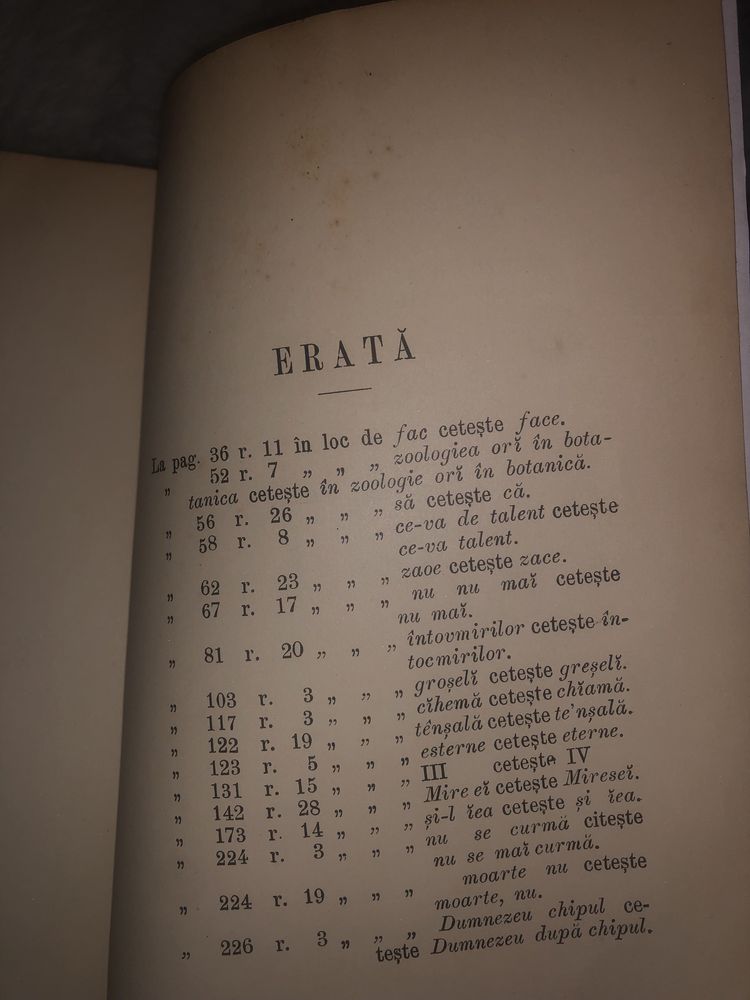 ERATĂ
La pag. 36 r. 11 în loc de fac cetește face.
„ 52 r. 7 „ „ „ zoologiea orĭ în bota-
tanica cetește în zoologie orĭ în botanică.
„ 56 r. 26 „ „ „ să cetește că.
„ 58 r. 8 „ „ „ ce-va de talent cetește
ce-va talent.
„ 62 r. 23 „ „ „ zaoe cetește zace.
„ 67 r. 17 „ „ „ nu nu maĭ cetește
nu maĭ.
„ 81 r. 20 „ „ „ întovmirilor cetește în-
tocmirilor.
„ 103 r. 3 „ „ „ groșelĭ cetește greșelĭ.
„ 117 r. 3 „ „ „ cĭhemă cetește chĭamă.
„ 122 r. 19 „ „ „ tênșală cetește te'nșală.
„ 123 r. 5 „ „ „ esterne cetește eterne.
„ 131 r. 15 „ „ „ III cetește IV
„ 142 r. 28 „ „ „ Mire eĭ cetește Mireseĭ.
„ 173 r. 14 „ „ „ și-l ĭea cetește și ĭea.
„ 224 r. 3 „ „ „ nu se curmă citește
nu se maĭ curmă.
„ 224 r. 19 „ „ „ moarte nu cetește
moarte, nu.
„ 226 r. 3 „ „ „ Dumnezeu chipul ce-
tește Dumnezeu după chipul.